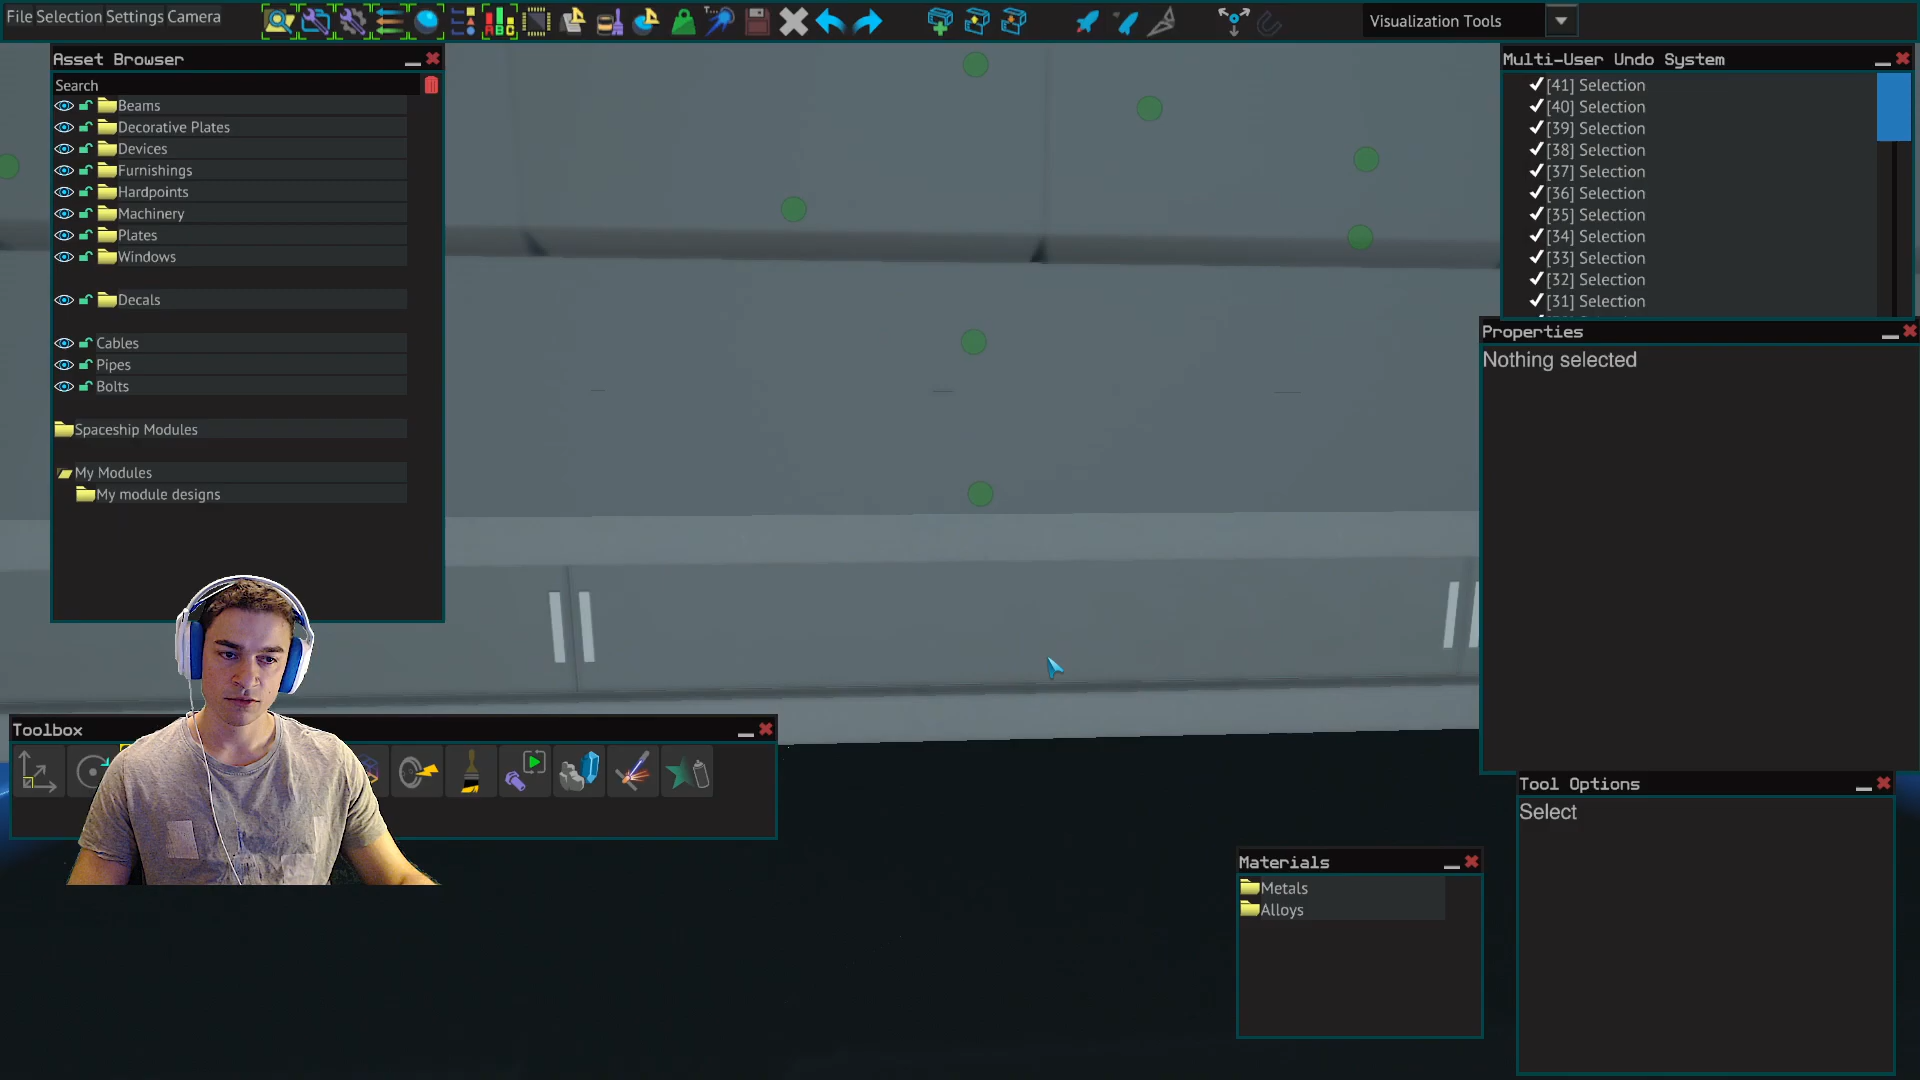 File Selection Settings Camera
ABC
Visualization Tools
Asset Browser
Search
Beams
Decorative Plates
Devices
Furnishings
Hardpoints
Machinery
Plates
Windows
Decals
Cables
Pipes
Bolts
Spaceship Modules
My Modules
My module designs
Multi-User Undo System
[41] Selection
[40] Selection
[39] Selection
[38] Selection
[37] Selection
[36] Selection
[35] Selection
[34] Selection
[33] Selection
[32] Selection
[31] Selection
Properties
Nothing selected
Toolbox
Materials
Metals
Alloys
Tool Options
Select